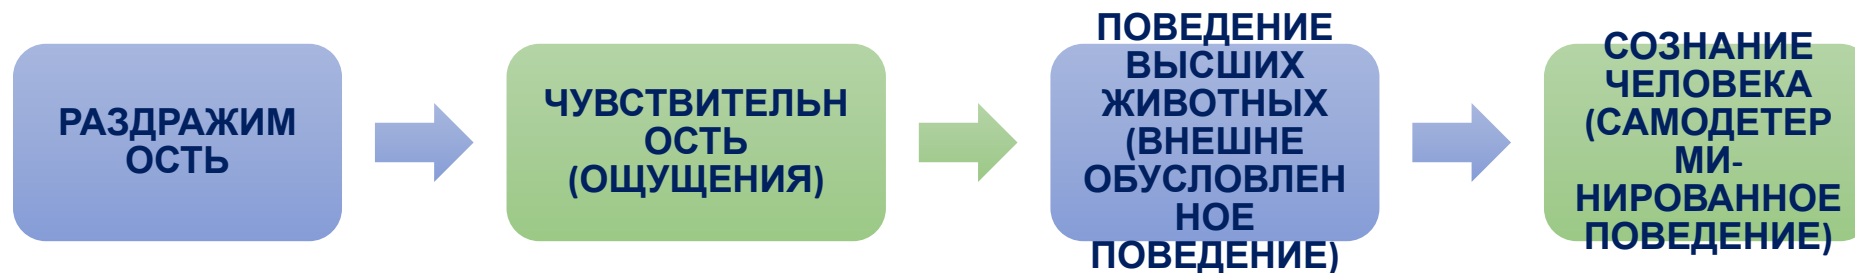 РАЗДРАЖИМ
ОСТЬ
ЧУВСТВИТЕЛЬН
ОСТЬ
(ОЩУЩЕНИЯ)
ПОВЕДЕНИЕ
ВЫСШИХ
ЖИВОТНЫХ
(ВНЕШНЕ
ОБУСЛОВЛЕН
НОЕ
ПОВЕДЕНИЕ)
СОЗНАНИЕ
ЧЕЛОВЕКА
(САМОДЕТЕР
МИ-
НИРОВАННОЕ
ПОВЕДЕНИЕ)